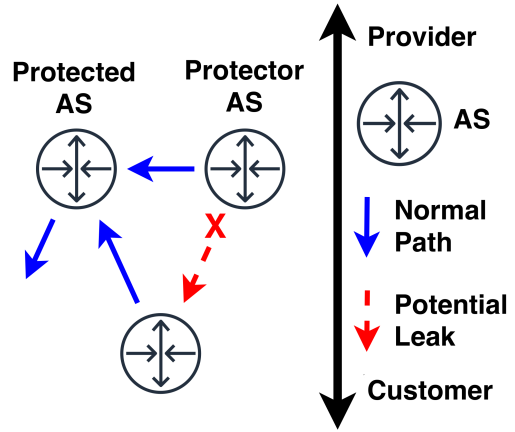 Protected
AS
Protector
AS
X
Provider
AS
Normal
Path
Potential
Leak
Customer